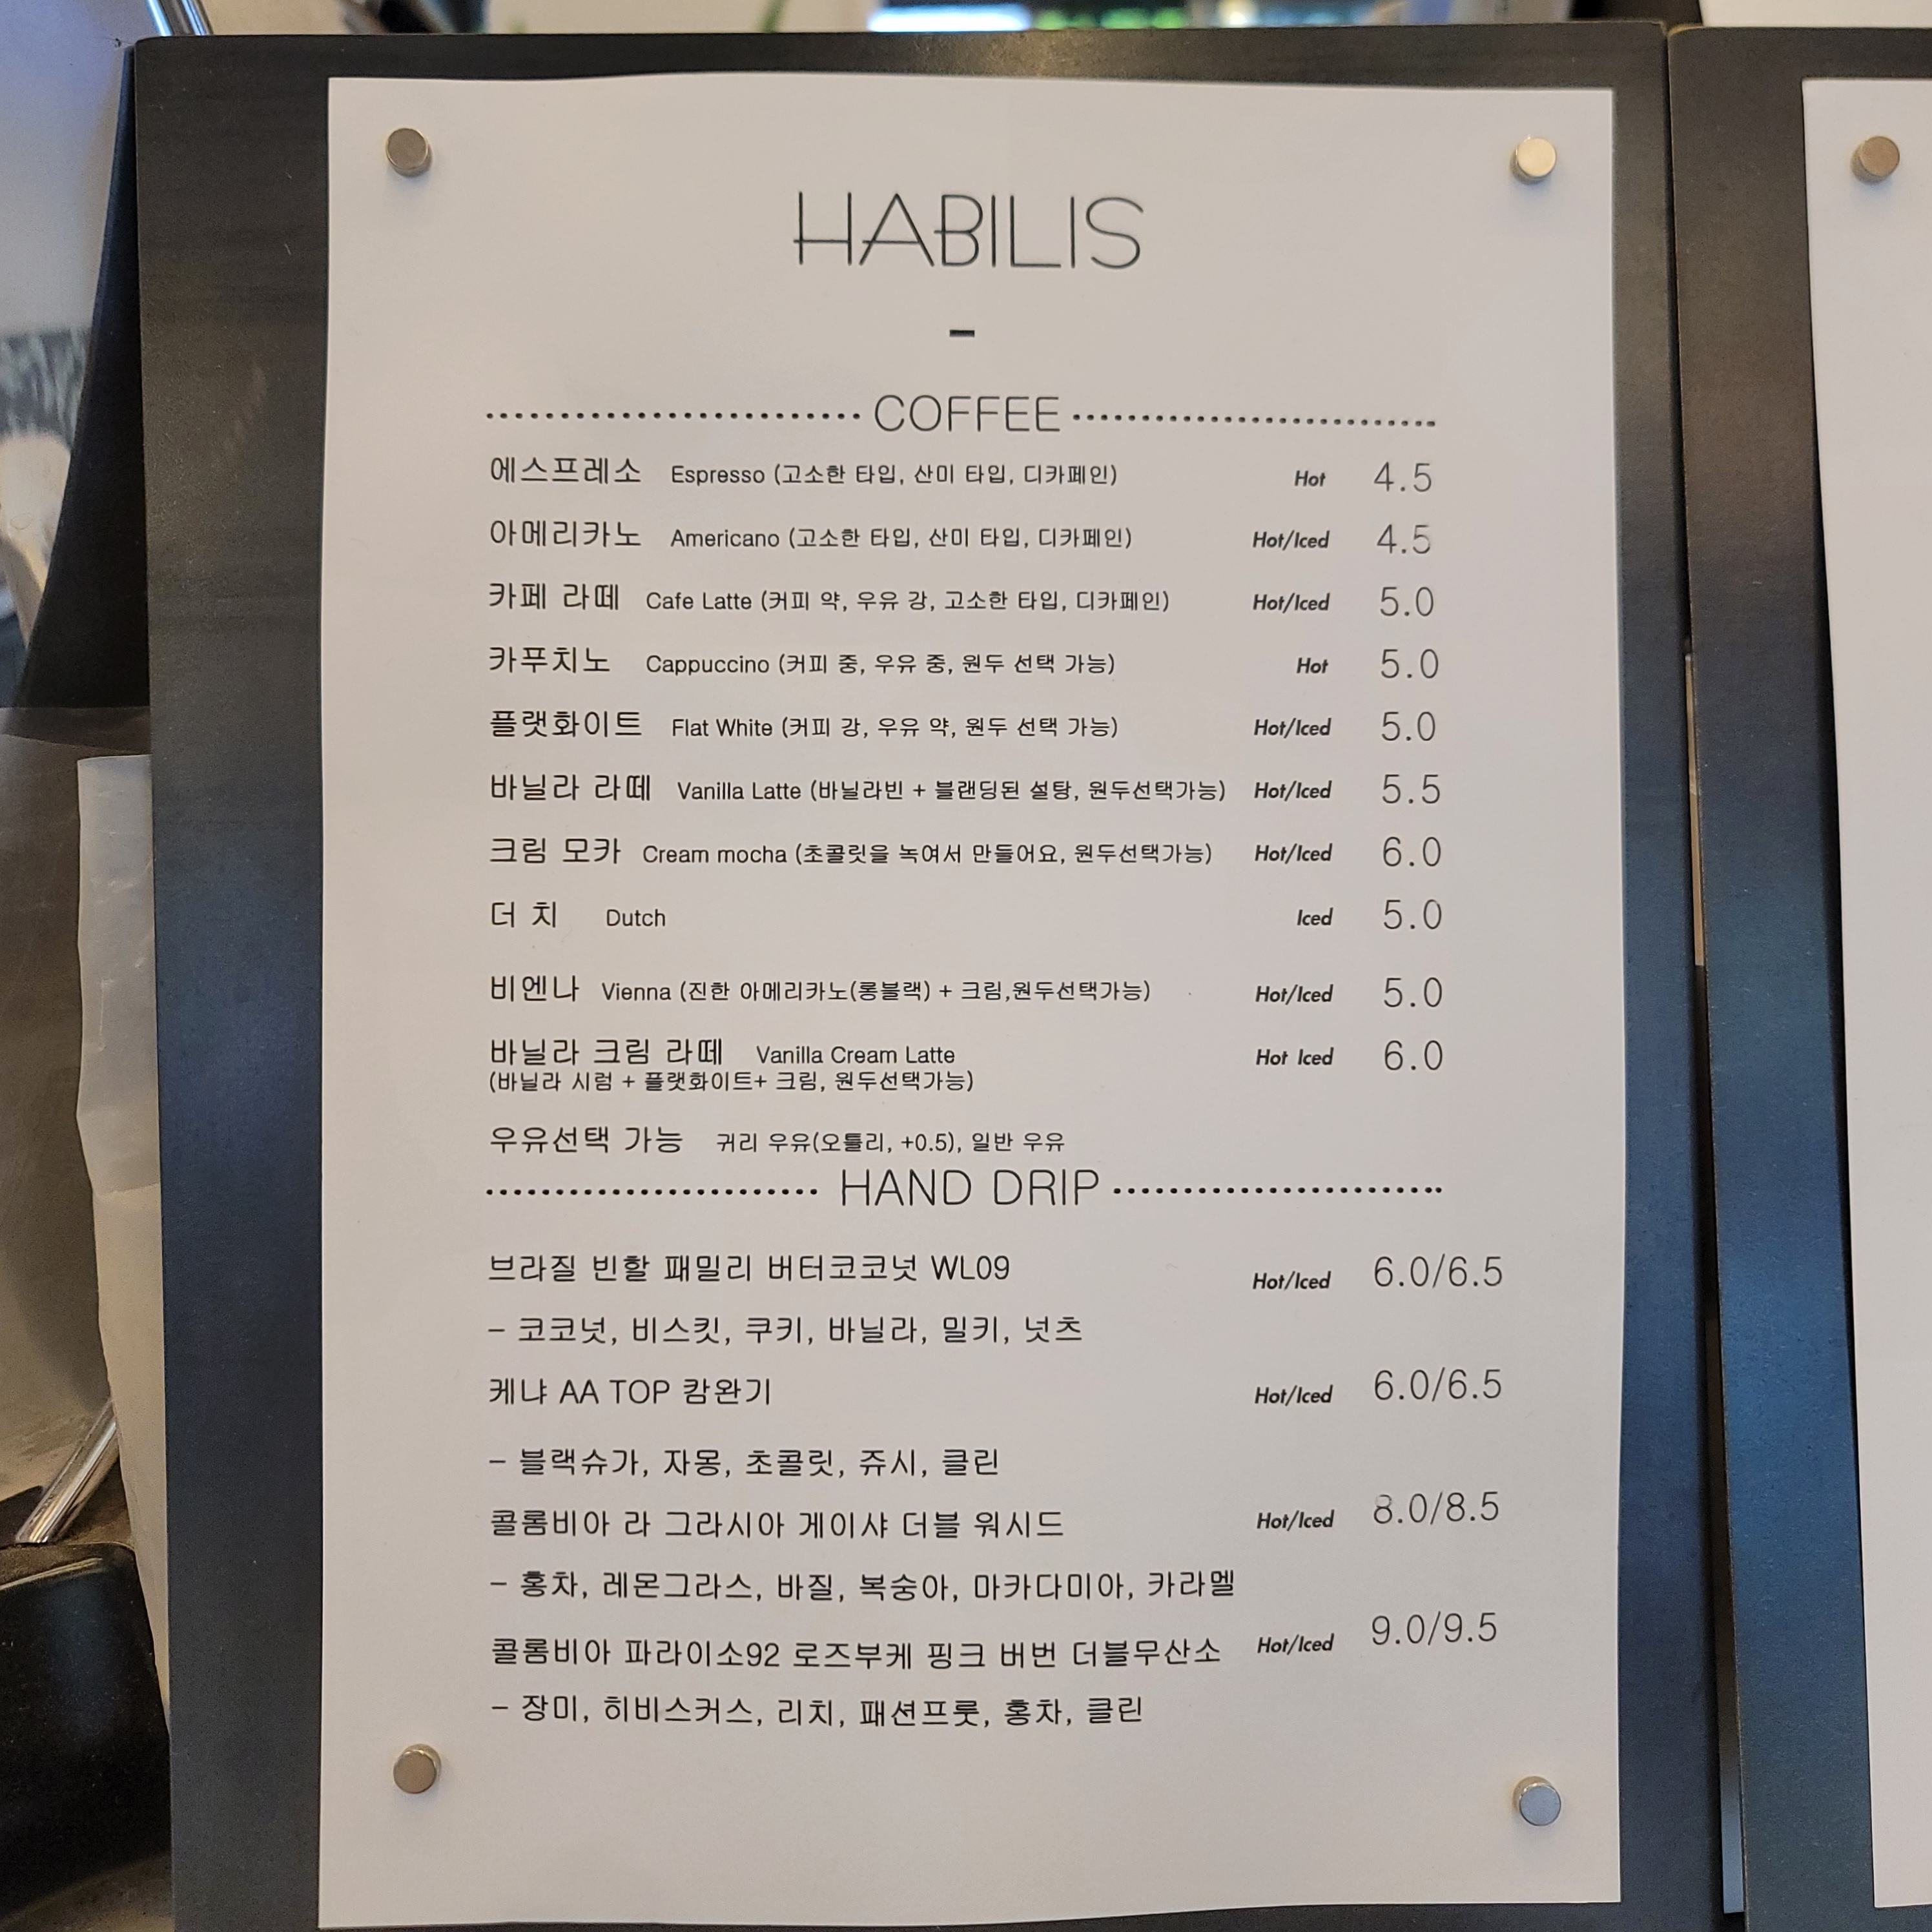 HABILIS
-
COFFEE
에스프레소 Espresso (고소한 타입, 산미 타입, 디카페인) Hot 4.5
아메리카노 Americano (고소한 타입, 산미 타입, 디카페인) Hot/Iced 4.5
카페 라떼 Cafe Latte (커피 약, 우유 강, 고소한 타입, 디카페인) Hot/Iced 5.0
카푸치노 Cappuccino (커피 중, 우유 중, 원두 선택 가능) Hot 5.0
플랫화이트 Flat White (커피 강, 우유 약, 원두 선택 가능) Hot/Iced 5.0
바닐라 라떼 Vanilla Latte (바닐라빈 + 블랜딩된 설탕, 원두선택가능) Hot/Iced 5.5
크림 모카 Cream mocha (초콜릿을 녹여서 만들어요, 원두선택가능) Hot/Iced 6.0
더 치 Dutch Iced 5.0
비엔나 Vienna (진한 아메리카노(롱블랙) + 크림,원두선택가능) Hot/Iced 5.0
바닐라 크림 라떼 Vanilla Cream Latte Hot Iced 6.0
(바닐라 시럽 + 플랫화이트+ 크림, 원두선택가능)
우유선택 가능 귀리 우유(오틀리, +0.5), 일반 우유
HAND DRIP
브라질 빈할 패밀리 버터코코넛 WL09 Hot/Iced 6.0/6.5
- 코코넛, 비스킷, 쿠키, 바닐라, 밀키, 넛츠
케냐 AA TOP 캄완기 Hot/Iced 6.0/6.5
- 블랙슈가, 자몽, 초콜릿, 쥬시, 클린
콜롬비아 라 그라시아 게이샤 더블 워시드 Hot/Iced 8.0/8.5
- 홍차, 레몬그라스, 바질, 복숭아, 마카다미아, 카라멜
콜롬비아 파라이소92 로즈부케 핑크 버번 더블무산소 Hot/Iced 9.0/9.5
- 장미, 히비스커스, 리치, 패션프룻, 홍차, 클린